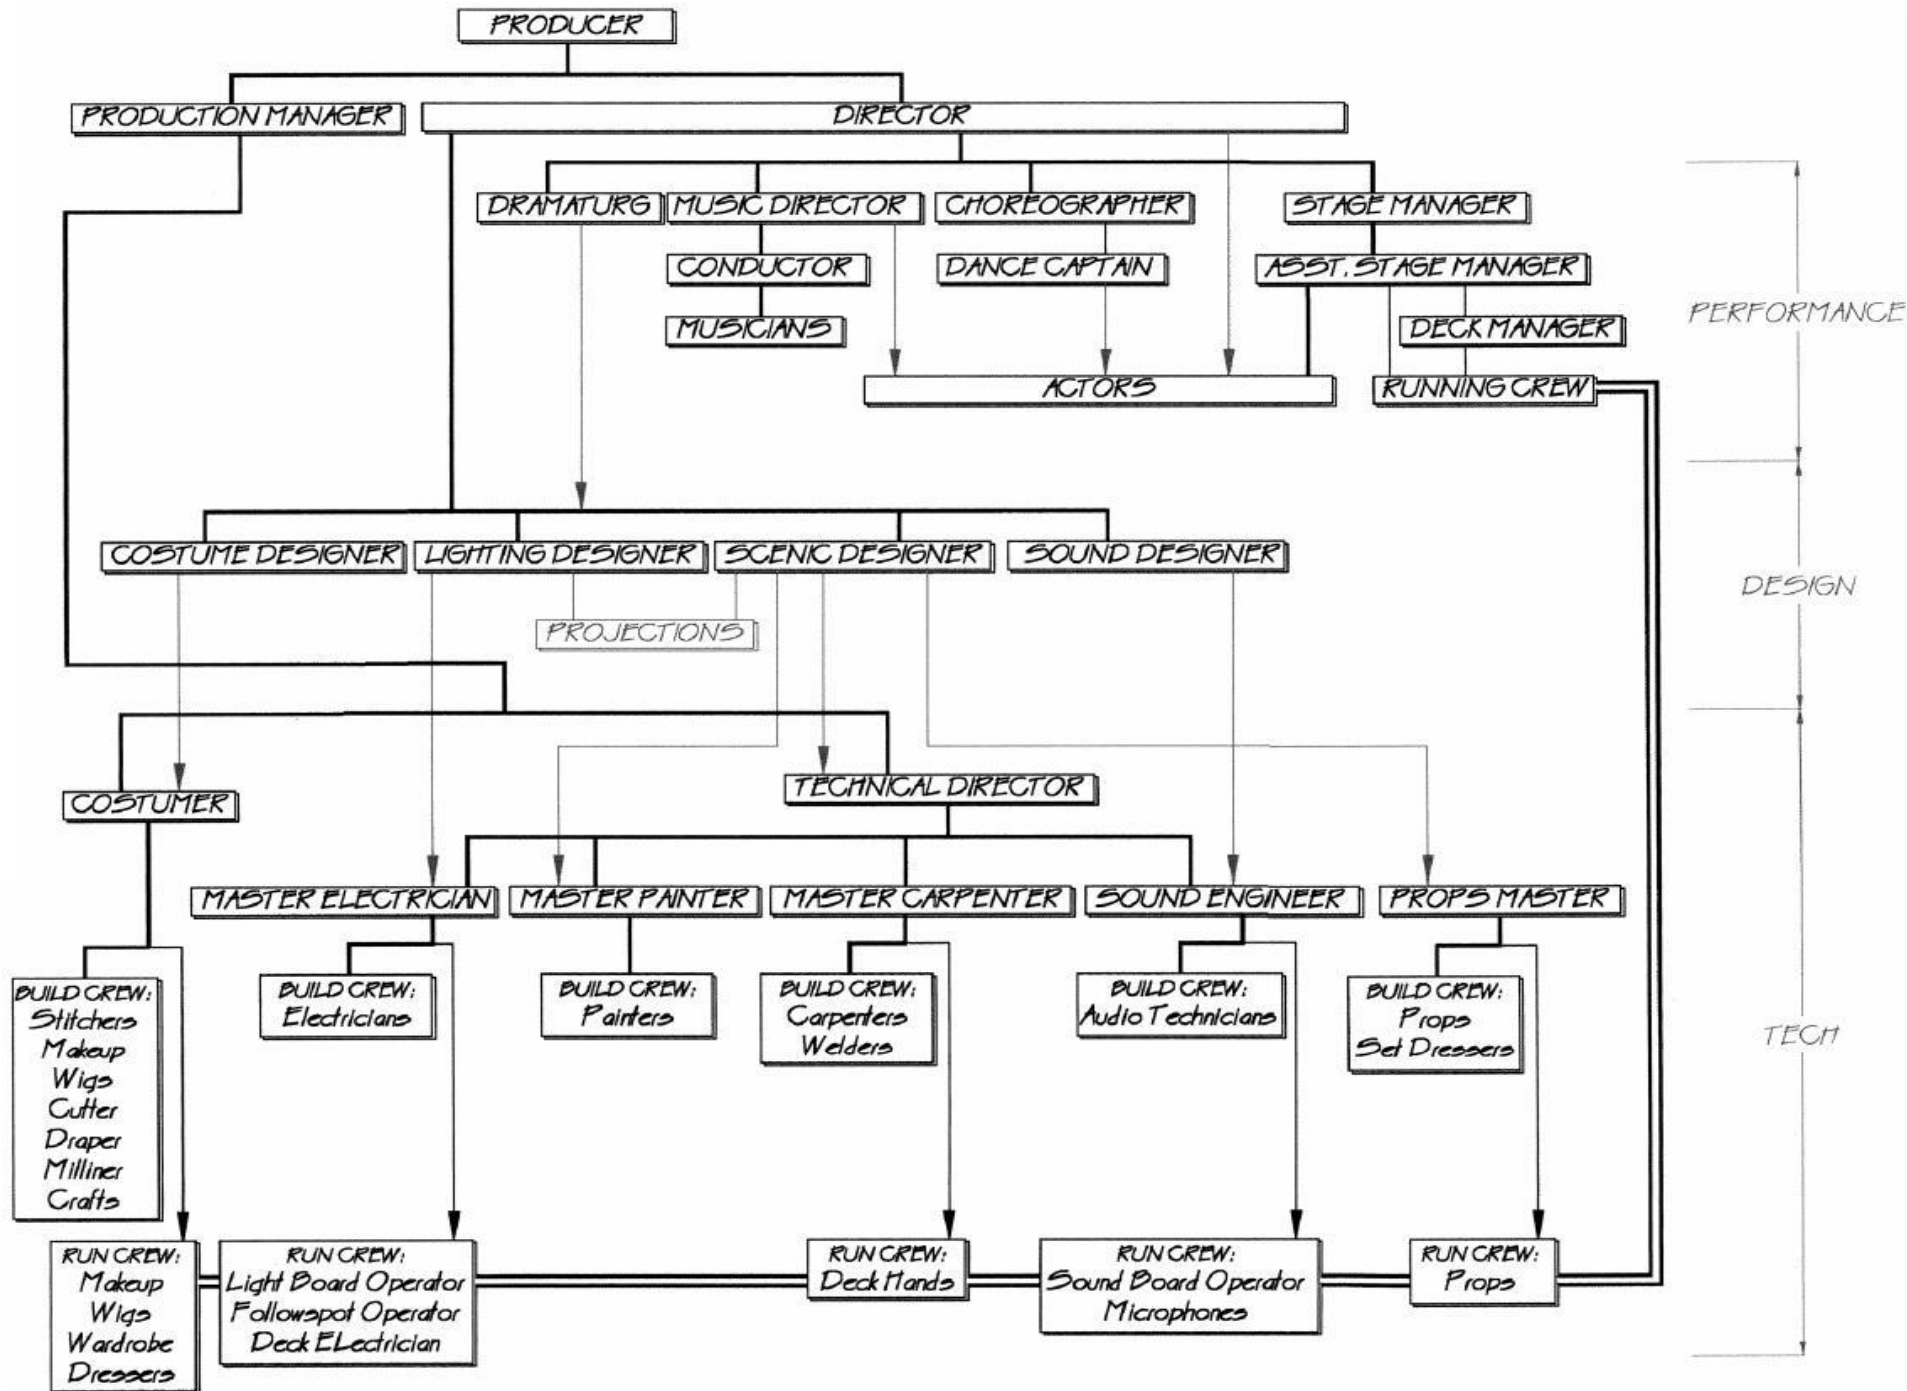 PRODUCER
PRODUCTION MANAGER
DIRECTOR
DRAMATURG
MUSIC DIRECTOR
CHOREOGRAPHER
STAGE MANAGER
CONDUCTOR
DANCE CAPTAIN
ASST. STAGE MANAGER
MUSICIANS
DECK MANAGER
PERFORMANCE
ACTORS
RUNNING CREW
COSTUME DESIGNER
LIGHTING DESIGNER
SCENIC DESIGNER
SOUND DESIGNER
DESIGN
PROJECTIONS
TECHNICAL DIRECTOR
COSTUMER
MASTER ELECTRICIAN
MASTER PAINTER
MASTER CARPENTER
SOUND ENGINEER
PROPS MASTER
BUILD CREW:
Stitchers
Makeup
Wigs
Cutter
Draper
Milliner
Crafts
BUILD CREW:
Electricians
BUILD CREW:
Painters
BUILD CREW:
Carpenters
Welders
BUILD CREW:
Audio Technicians
BUILD CREW:
Props
Set Dressers
TECH
RUN CREW:
Makeup
Wigs
Wardrobe
Dressers
RUN CREW:
Light Board Operator
Followspot Operator
Deck ELectrician
RUN CREW:
Deck Hands
RUN CREW:
Sound Board Operator
Microphones
RUN CREW:
Props